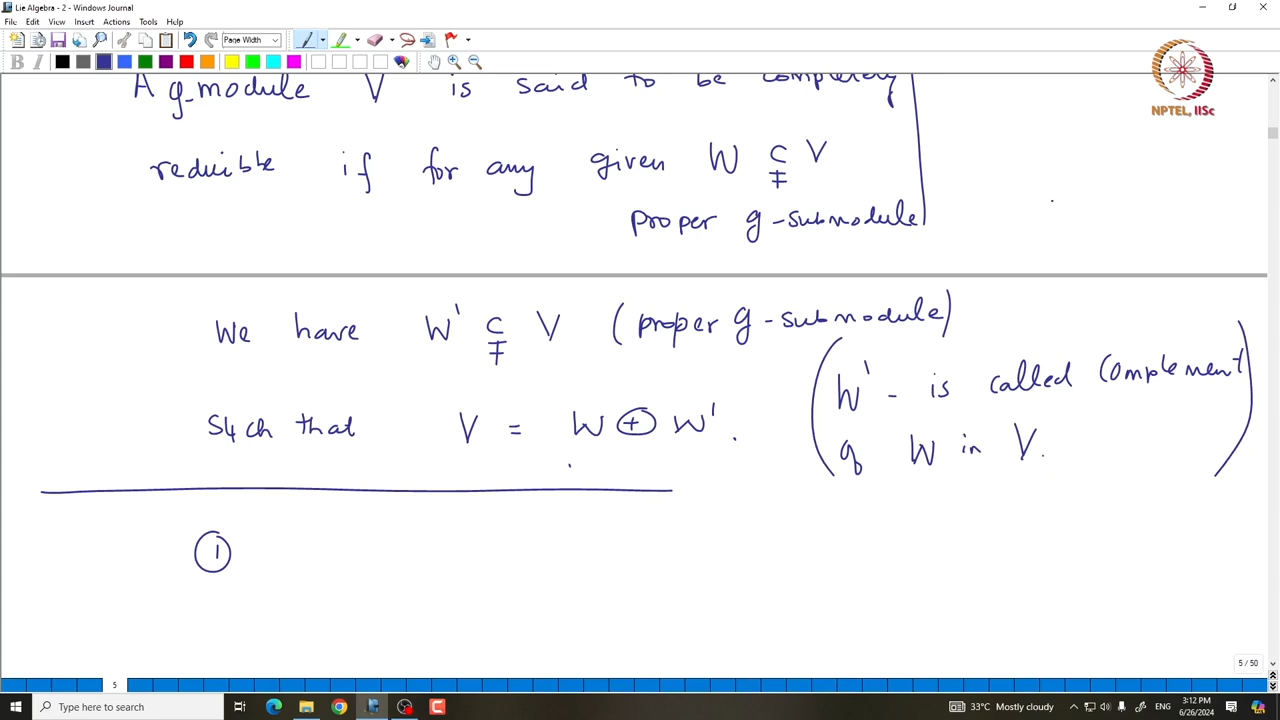 Lie Algebra - 2 - Windows Journal
File Edit View Insert Actions Tools Help
Page Width
B I
NPTEL, IISc
A g-module V is said to be completely
reducible if for any given W ⊊ V
proper g-submodule
We have W' ⊊ V (proper g-submodule)
Such that V = W ⊕ W'.
(W' - is called complement
of W in V.)
①
5 / 50
5
Type here to search
33°C Mostly cloudy
ENG
3:12 PM
6/26/2024